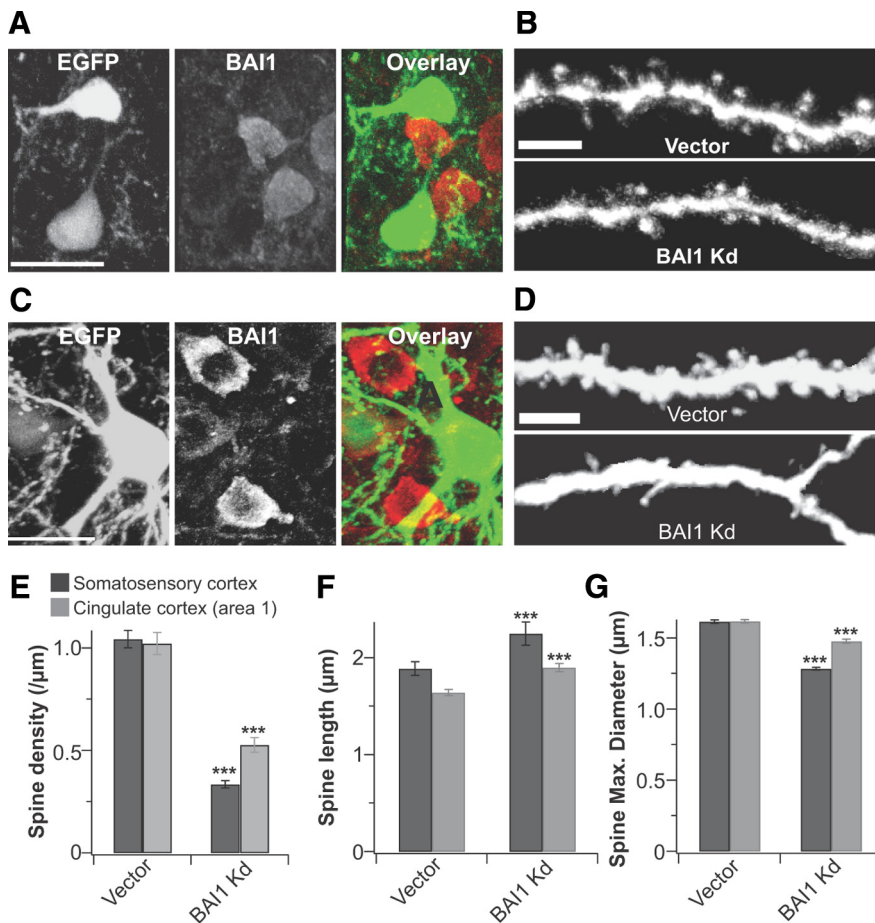 A
EGFP
BAI1
Overlay
B
Vector
BAI1 Kd
C
EGFP
BAI1
Overlay
A
D
Vector
BAI1 Kd
E
Somatosensory cortex
Cingulate cortex (area 1)
Spine density (/μm)
1.0
0.5
0
***
***
Vector
BAI1 Kd
F
Spine length (μm)
2
1
0
***
***
Vector
BAI1 Kd
G
Spine Max. Diameter (μm)
1.5
1.0
0.5
0
***
***
Vector
BAI1 Kd